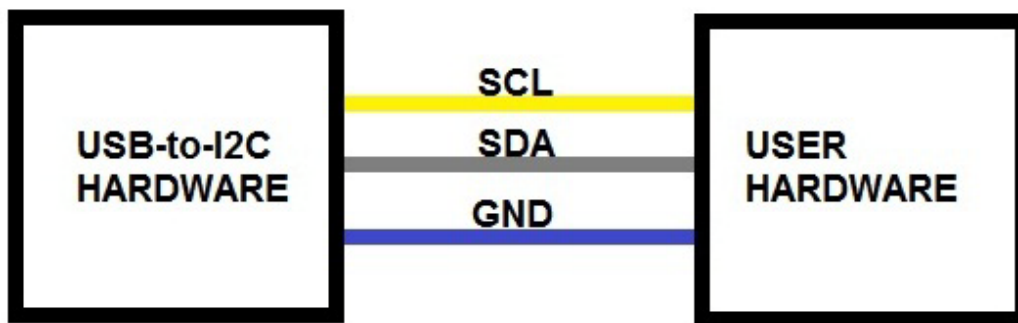 USB-to-I2C
HARDWARE
SCL
SDA
GND
USER
HARDWARE